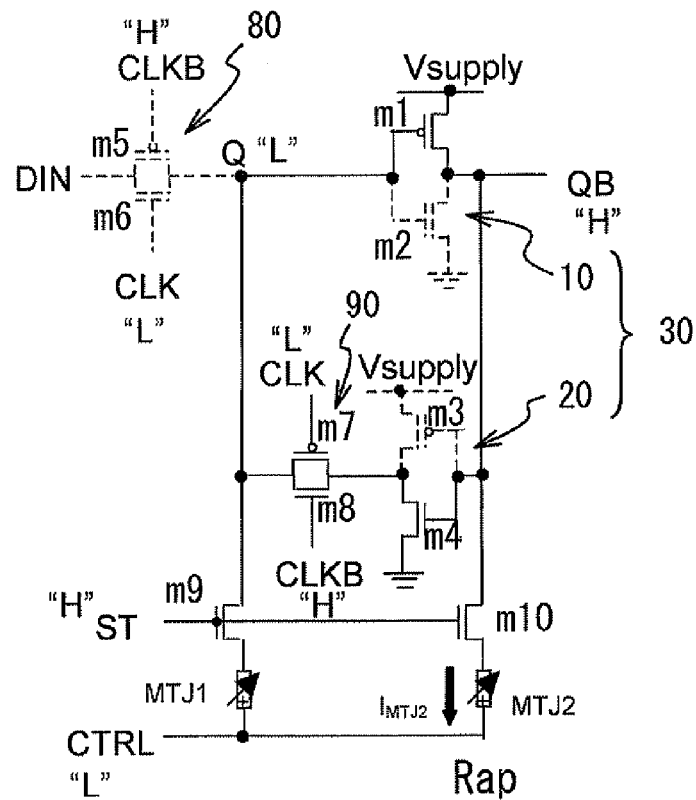 “H”
CLKB
80
m5
DIN
m6
CLK
“L”
Q “L”
Vsupply
m1
m2
QB
“H”
10
30
90
“L”
CLK
m7
m8
CLKB
“H”
Vsupply
m3
20
m4
m9
“H” ST
m10
MTJ1
IMTJ2
MTJ2
CTRL
“L”
Rap